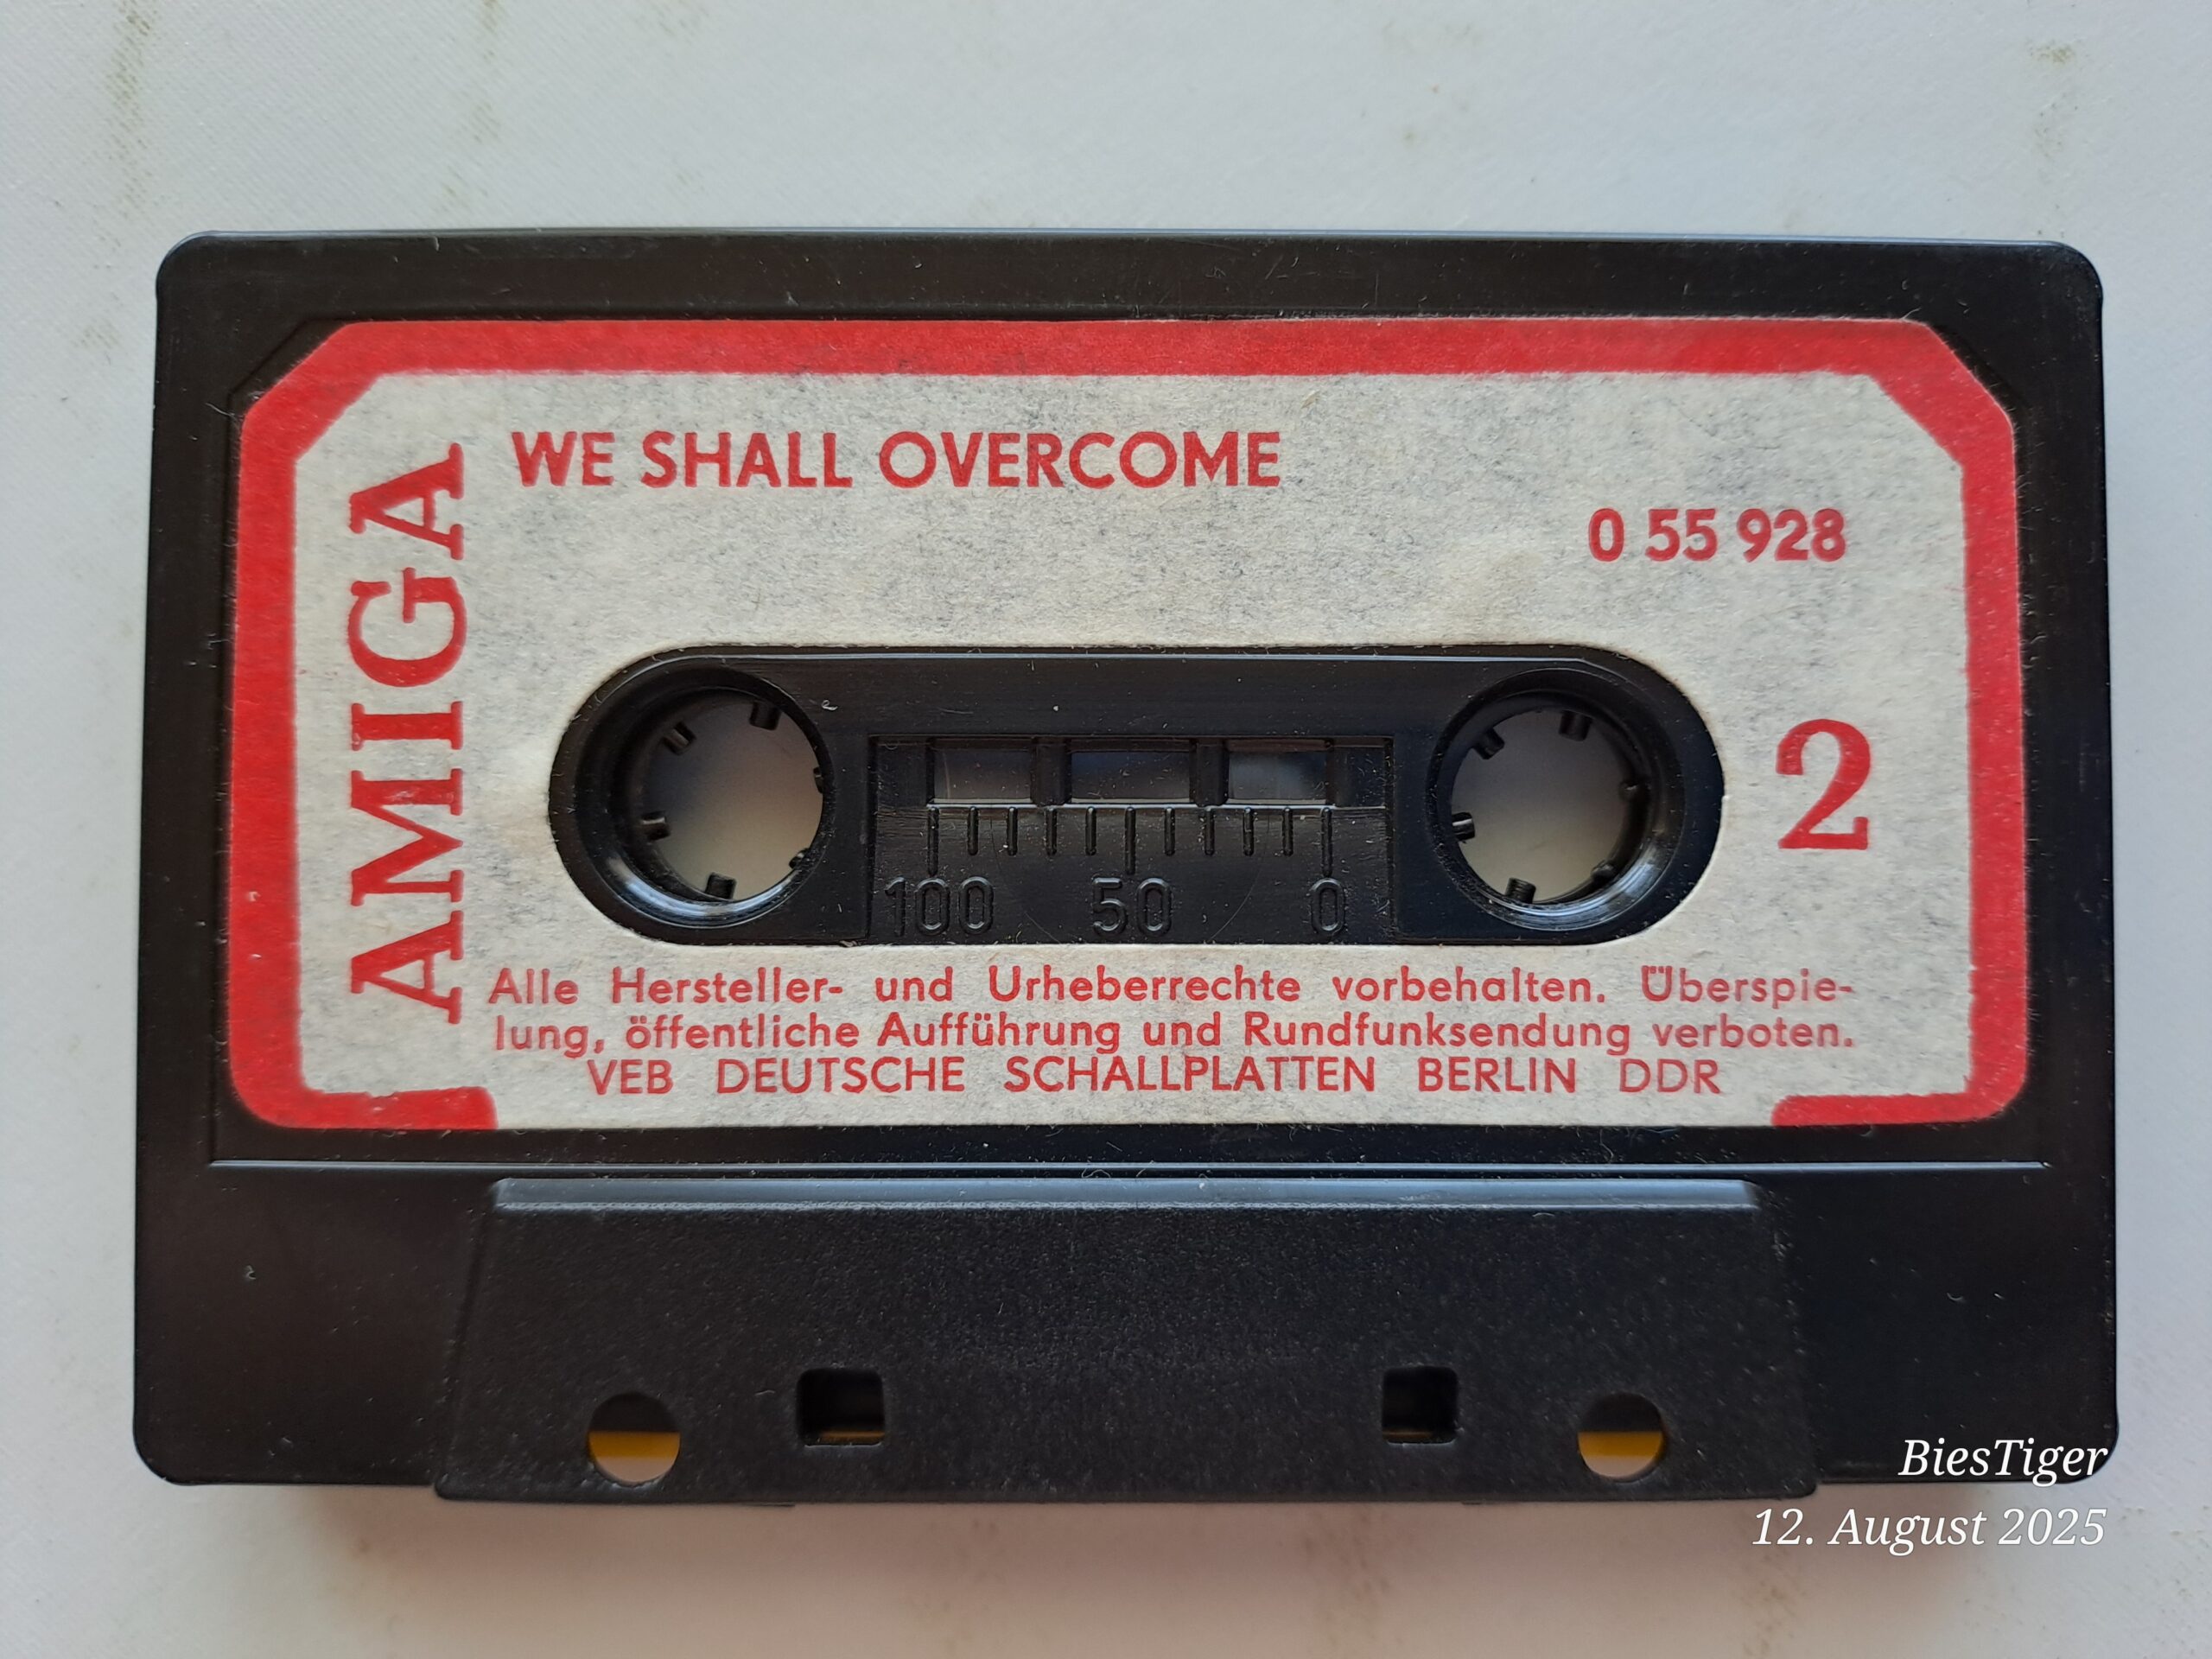 WE SHALL OVERCOME
0 55 928
AMIGA
2
100 50 0
Alle Hersteller- und Urheberrechte vorbehalten. Überspie-
lung, öffentliche Aufführung und Rundfunksendung verboten.
VEB DEUTSCHE SCHALLPLATTEN BERLIN DDR
BiesTiger
12. August 2025